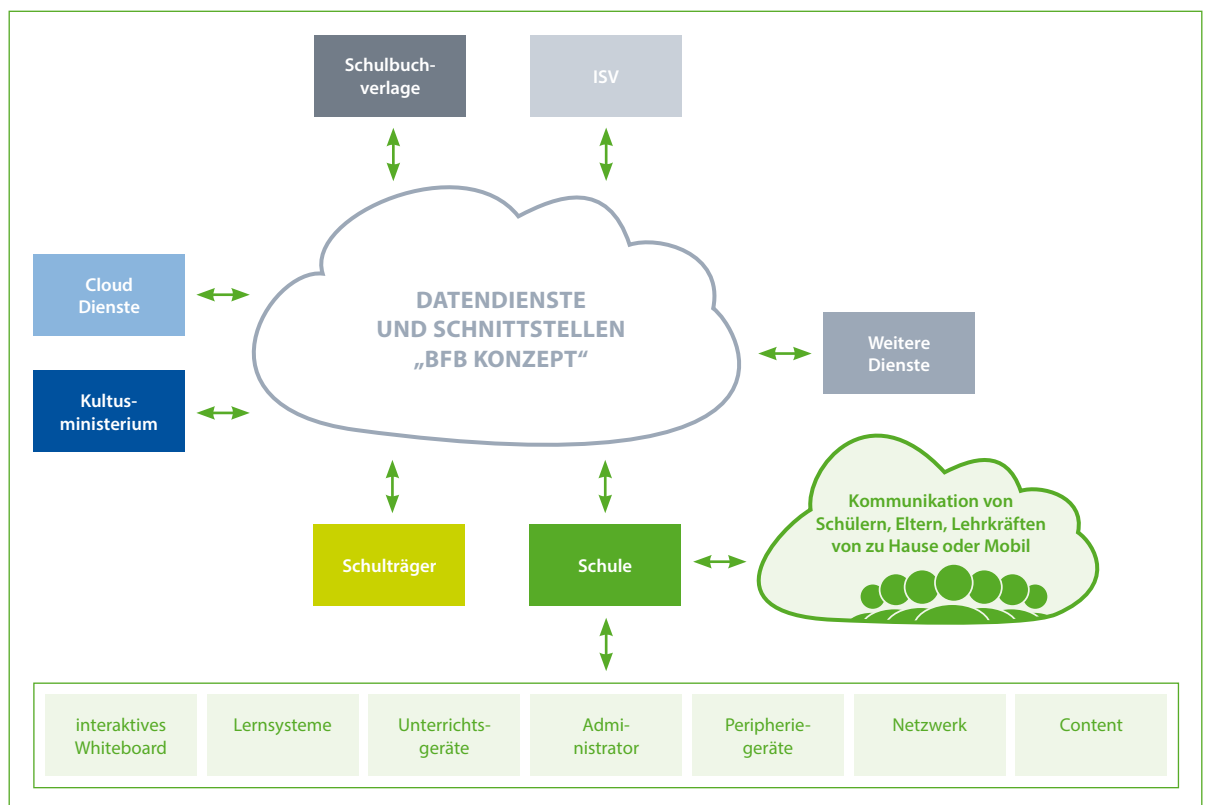 Schulbuch-
verlage
ISV
Cloud
Dienste
DATENDIENSTE
UND SCHNITTSTELLEN
„BFB KONZEPT“
Weitere
Dienste
Kultus-
ministerium
Kommunikation von
Schülern, Eltern, Lehrkräften
von zu Hause oder Mobil
Schulträger
Schule
interaktives
Whiteboard
Lernsysteme
Unterrichts-
geräte
Admi-
nistrator
Peripherie-
geräte
Netzwerk
Content